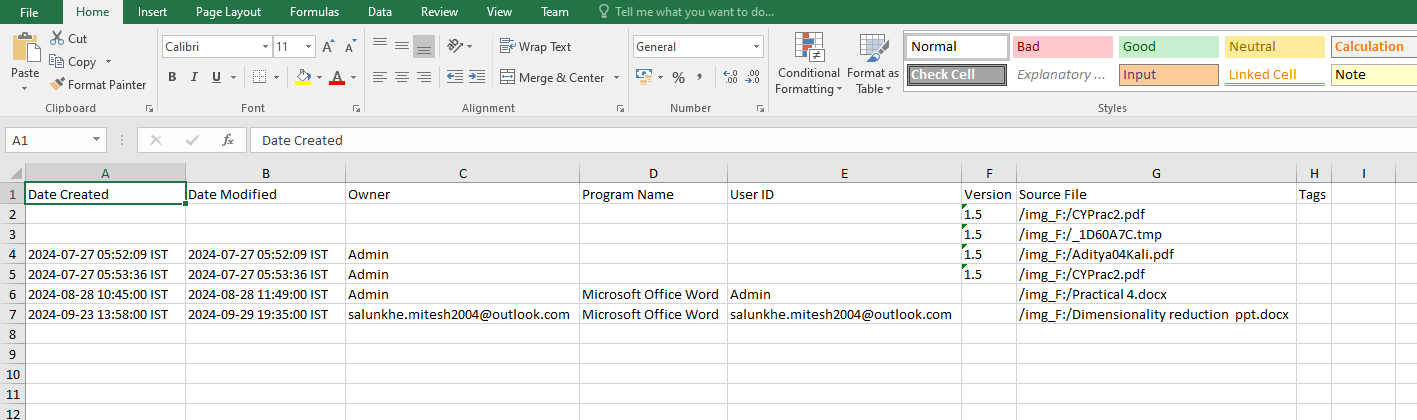 File Home Insert Page Layout Formulas Data Review View Team Tell me what you want to do...
Paste Cut Copy Format Painter
Clipboard
Calibri 11 A A
B I U A
Font
Wrap Text
Merge & Center
Alignment
General
% , .0 .00 .00 .0
Number
Conditional Formatting Format as Table
Normal Bad Good Neutral Calculation
Check Cell Explanatory ... Input Linked Cell Note
Styles
A1 fx Date Created
A B C D E F G H I
1 Date Created Date Modified Owner Program Name User ID Version Source File Tags
2 1.5 /img_F:/CYPrac2.pdf
3 1.5 /img_F:/_1D60A7C.tmp
4 2024-07-27 05:52:09 IST 2024-07-27 05:52:09 IST Admin 1.5 /img_F:/Aditya04Kali.pdf
5 2024-07-27 05:53:36 IST 2024-07-27 05:53:36 IST Admin 1.5 /img_F:/CYPrac2.pdf
6 2024-08-28 10:45:00 IST 2024-08-28 11:49:00 IST Admin Microsoft Office Word Admin /img_F:/Practical 4.docx
7 2024-09-23 13:58:00 IST 2024-09-29 19:35:00 IST salunkhe.mitesh2004@outlook.com Microsoft Office Word salunkhe.mitesh2004@outlook.com /img_F:/Dimensionality reduction  ppt.docx
8
9
10
11
12